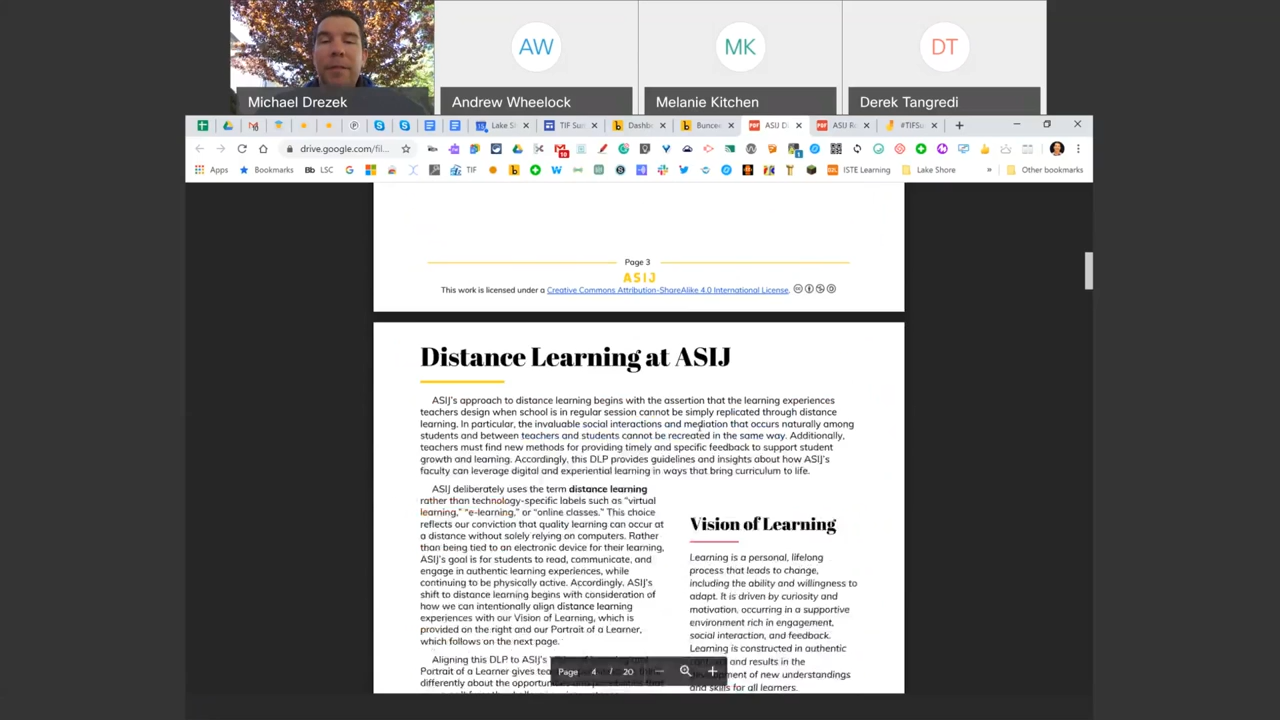 AW
MK
DT
Michael Drezek
Andrew Wheelock
Melanie Kitchen
Derek Tangredi
Lake S
TIF Su
Dashb
Buncee
ASIJ D
ASIJ R
#TIFS
drive.google.com/fil...
Apps
Bookmarks
Bb LSC
TIF
ISTE Learning
Lake Shore
»
Other bookmarks
Page 3
ASIJ
This work is licensed under a Creative Commons Attribution-ShareAlike 4.0 International License.
Distance Learning at ASIJ
ASIJ's approach to distance learning begins with the assertion that the learning experiences
teachers design when school is in regular session cannot be simply replicated through distance
learning. In particular, the invaluable social interactions and mediation that occurs naturally among
students and between teachers and students cannot be recreated in the same way. Additionally,
teachers must find new methods for providing timely and specific feedback to support student
growth and learning. Accordingly, this DLP provides guidelines and insights about how ASIJ's
faculty can leverage digital and experiential learning in ways that bring curriculum to life.
ASIJ deliberately uses the term distance learning
rather than technology-specific labels such as "virtual
learning," "e-learning," or "online classes." This choice
reflects our conviction that quality learning can occur at
a distance without solely relying on computers. Rather
than being tied to an electronic device for their learning,
ASIJ's goal is for students to read, communicate, and
engage in authentic learning experiences, while
continuing to be physically active. Accordingly, ASIJ's
shift to distance learning begins with consideration of
how we can intentionally align distance learning
experiences with our Vision of Learning, which is
provided on the right and our Portrait of a Learner,
which follows on the next page.
Aligning this DLP to ASIJ's
Portrait of a Learner gives
differently about the
Vision of Learning
Learning is a personal, lifelong
process that leads to change,
including the ability and willingness to
adapt. It is driven by curiosity and
motivation, occurring in a supportive
environment rich in engagement,
social interaction, and feedback.
Learning is constructed in authentic
and results in the
development of new understandings
and skills for all learners.
Page 4 / 20